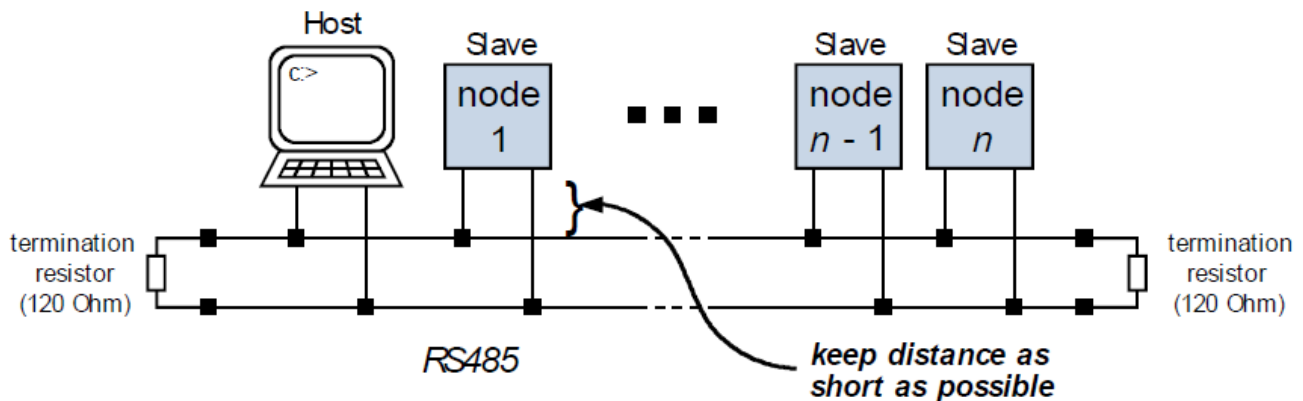 Host
c:>
Slave
node
1
Slave
node
n - 1
Slave
node
n
termination
resistor
(120 Ohm)
termination
resistor
(120 Ohm)
RS485
keep distance as
short as possible